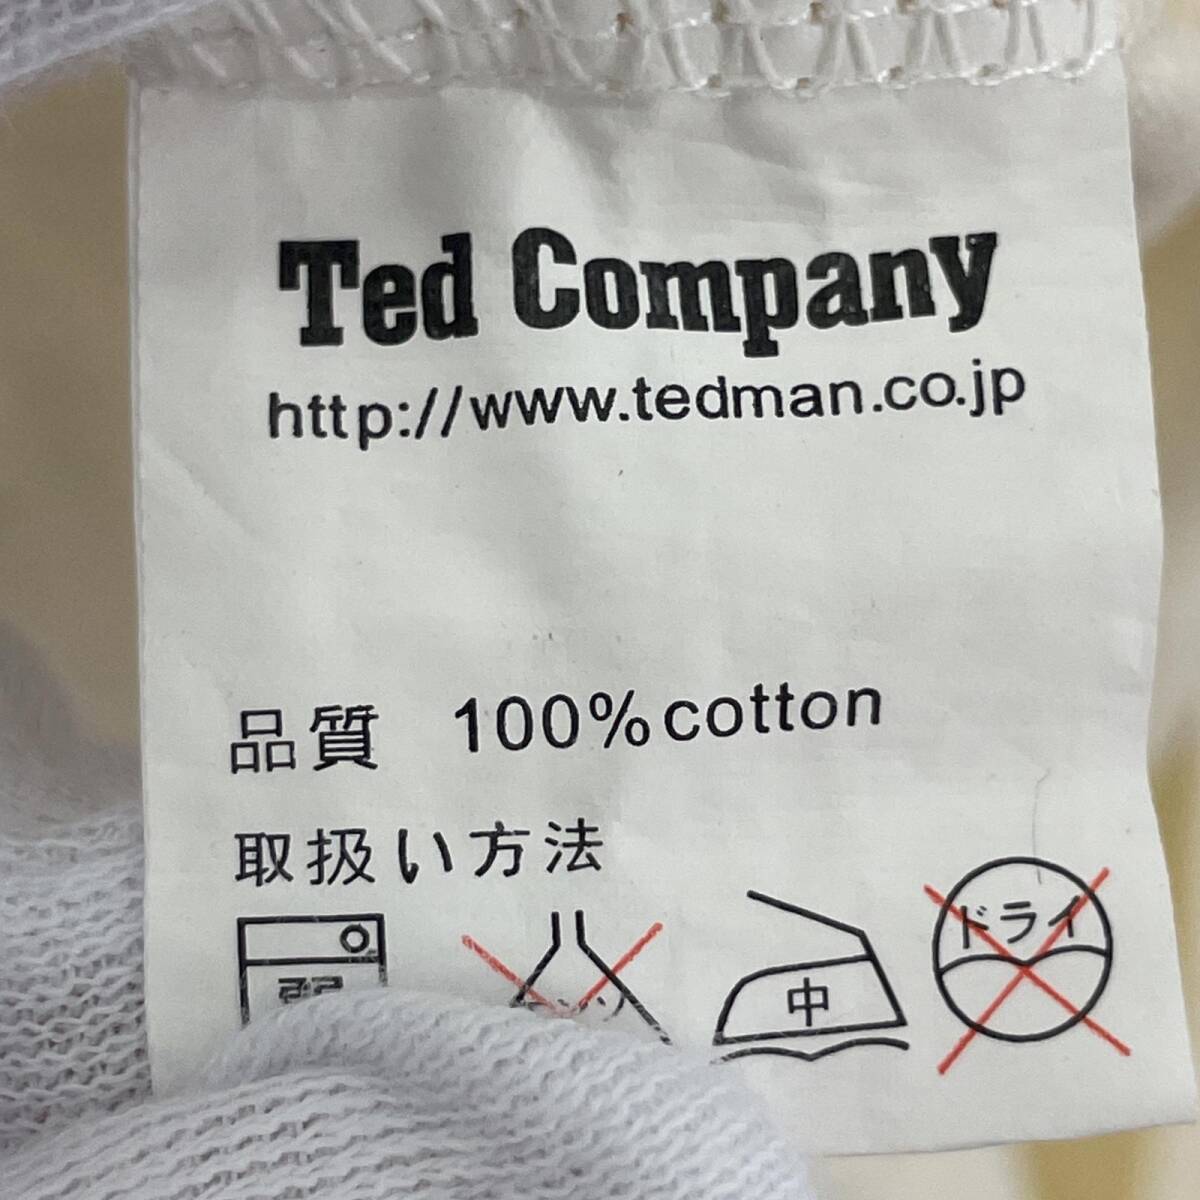 Ted Company
http://www.tedman.co.jp
品質 100%cotton
取扱い方法
中 ドライ